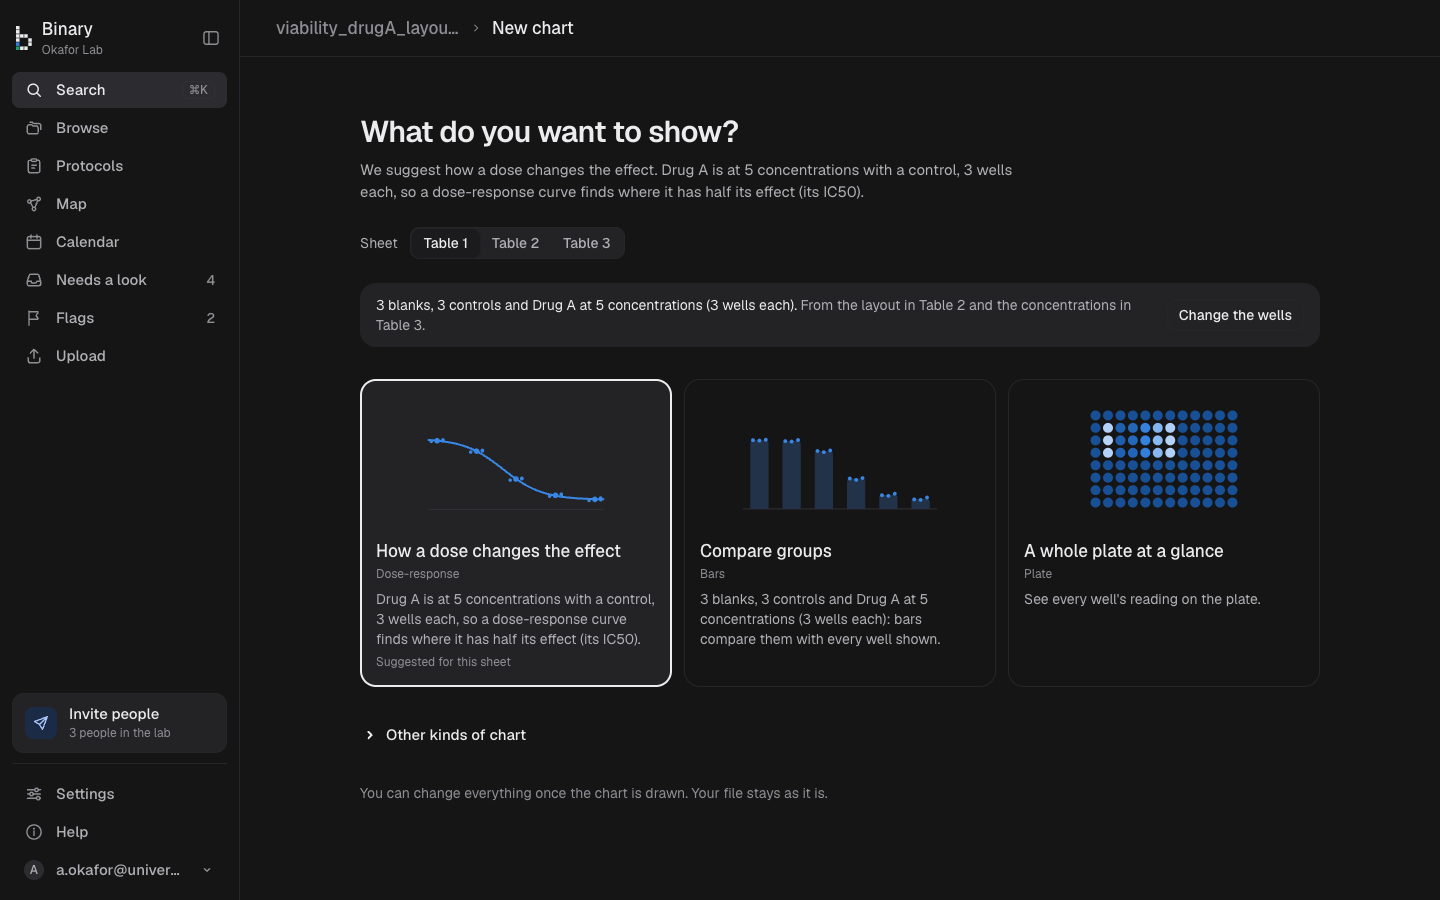 Binary
Okafor Lab
Search ⌘K
Browse
Protocols
Map
Calendar
Needs a look 4
Flags 2
Upload
Invite people
3 people in the lab
Settings
Help
A a.okafor@univer...
viability_drugA_layou... › New chart
What do you want to show?
We suggest how a dose changes the effect. Drug A is at 5 concentrations with a control, 3 wells
each, so a dose-response curve finds where it has half its effect (its IC50).
Sheet Table 1 Table 2 Table 3
3 blanks, 3 controls and Drug A at 5 concentrations (3 wells each). From the layout in Table 2 and the concentrations in
Table 3.
Change the wells
How a dose changes the effect
Dose-response
Drug A is at 5 concentrations with a control,
3 wells each, so a dose-response curve
finds where it has half its effect (its IC50).
Suggested for this sheet
Compare groups
Bars
3 blanks, 3 controls and Drug A at 5
concentrations (3 wells each): bars
compare them with every well shown.
A whole plate at a glance
Plate
See every well's reading on the plate.
Other kinds of chart
You can change everything once the chart is drawn. Your file stays as it is.